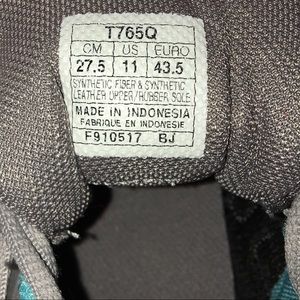 T765Q
CM US EURO
27.5 11 43.5
SYNTHETIC FIBER & SYNTHETIC
LEATHER UPPER/RUBBER SOLE
MADE IN INDONESIA
FABRIQUE EN INDONESIE
F910517 BJ